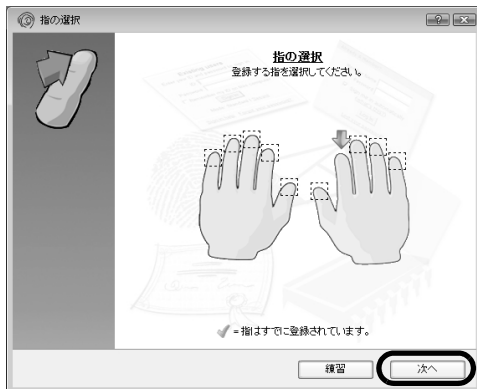 指の選択
指の選択
登録する指を選択してください。
=指はすでに登録されています。
練習
次へ